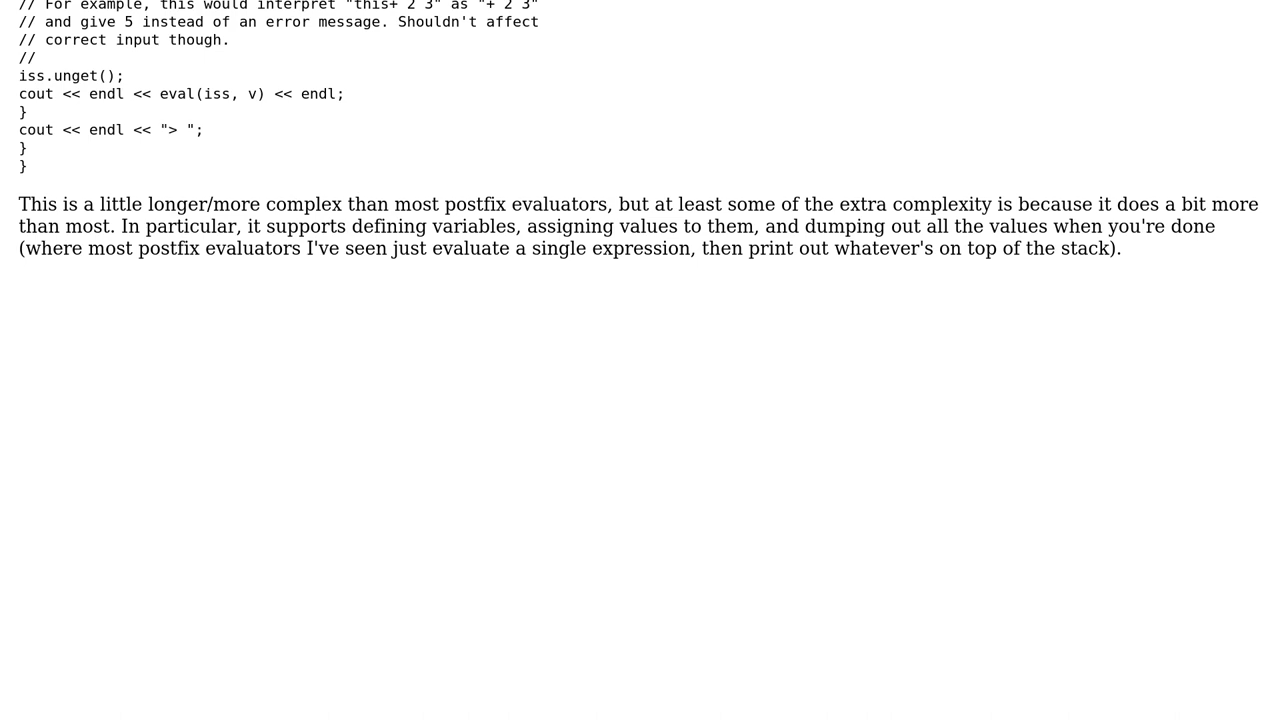 // For example, this would interpret "this+ 2 3" as "+ 2 3"
// and give 5 instead of an error message. Shouldn't affect
// correct input though.
//
iss.unget();
cout << endl << eval(iss, v) << endl;
}
cout << endl << "> ";
}
}
This is a little longer/more complex than most postfix evaluators, but at least some of the extra complexity is because it does a bit more
than most. In particular, it supports defining variables, assigning values to them, and dumping out all the values when you're done
(where most postfix evaluators I've seen just evaluate a single expression, then print out whatever's on top of the stack).